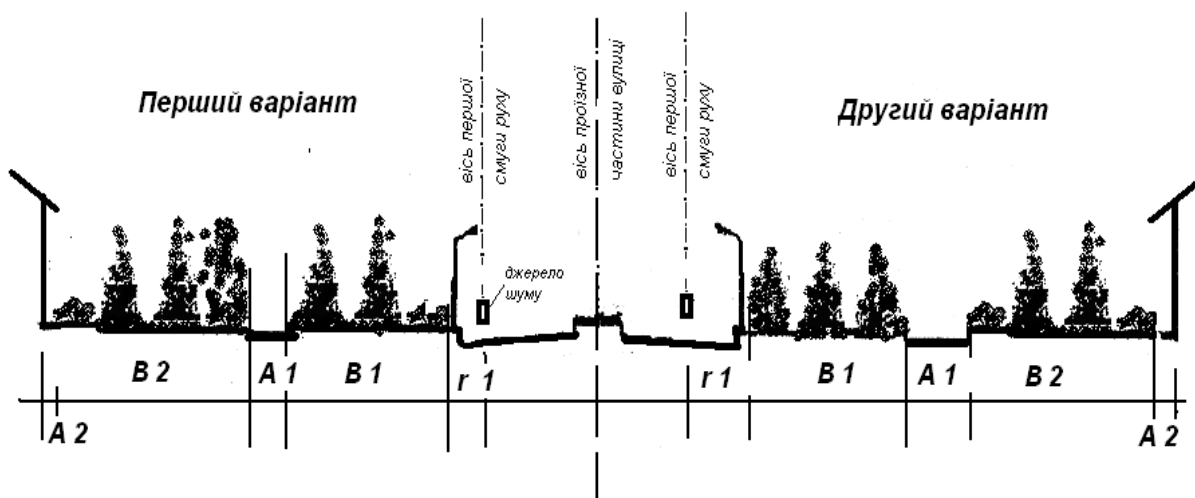 Перший варіант
вісь першої
смуги руху
вісь проїзної
частини вулиці
вісь першої
смуги руху
Другий варіант
джерело
шуму
В 2
А 1
В 1
r 1
r 1
В 1
А 1
В 2
А 2
А 2